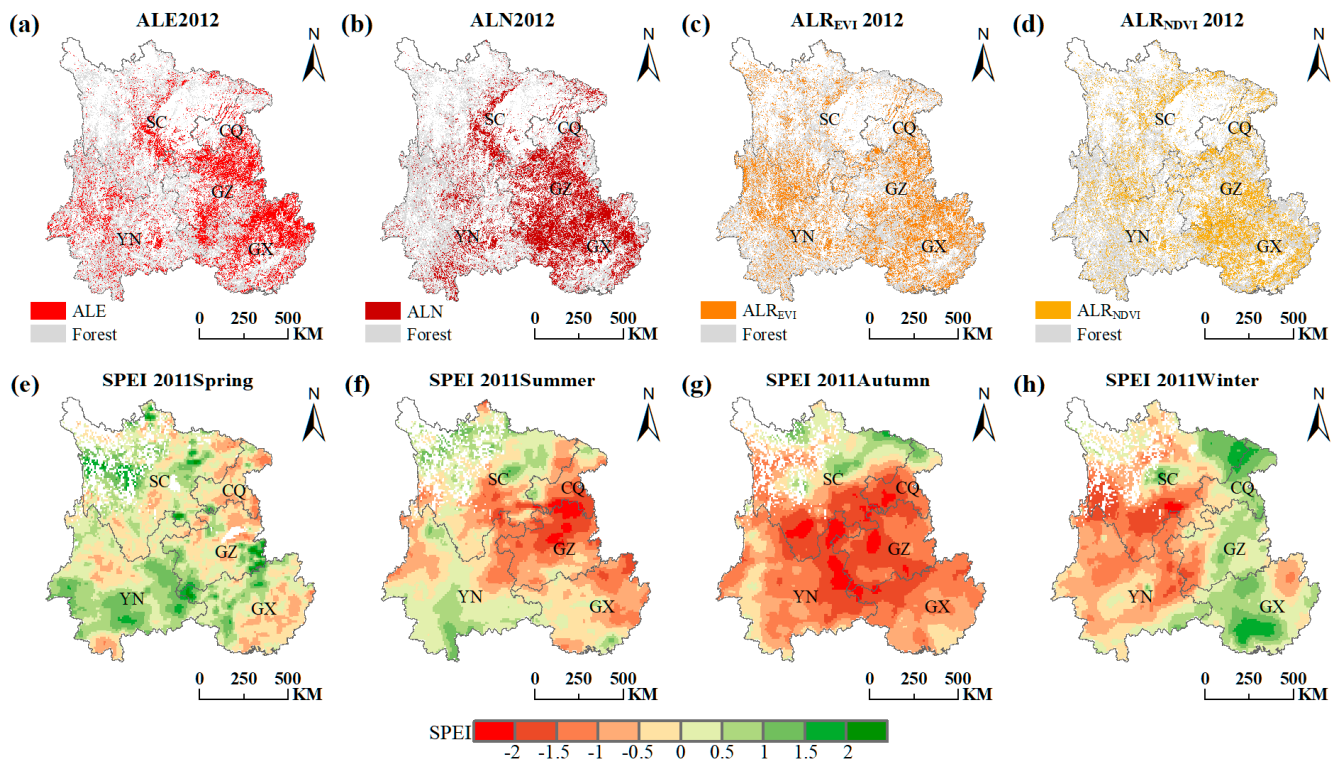 (a) ALE2012 N
SC
CQ
GZ
YN
GX
ALE
Forest
0 250 500
KM
(b) ALN2012 N
SC
CQ
GZ
YN
GX
ALN
Forest
0 250 500
KM
(c) ALR_EVI 2012 N
SC
CQ
GZ
YN
GX
ALR_EVI
Forest
0 250 500
KM
(d) ALR_NDVI 2012 N
SC
CQ
GZ
YN
GX
ALR_NDVI
Forest
0 250 500
KM
(e) SPEI 2011Spring N
SC
CQ
GZ
YN
GX
0 250 500
KM
(f) SPEI 2011Summer N
SC
CQ
GZ
YN
GX
0 250 500
KM
(g) SPEI 2011Autumn N
SC
CQ
GZ
YN
GX
0 250 500
KM
(h) SPEI 2011Winter N
SC
CQ
GZ
YN
GX
0 250 500
KM
SPEI
-2 -1.5 -1 -0.5 0 0.5 1 1.5 2